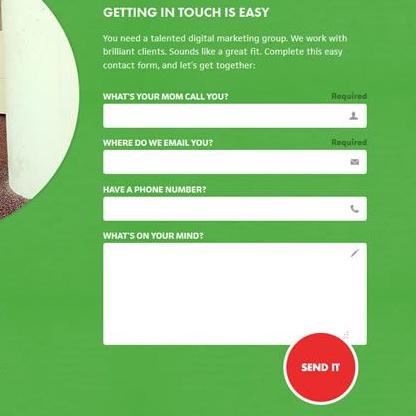 GETTING IN TOUCH IS EASY
You need a talented digital marketing group. We work with
brilliant clients. Sounds like a great fit. Complete this easy
contact form, and let's get together:
WHAT'S YOUR MOM CALL YOU? Required
WHERE DO WE EMAIL YOU? Required
HAVE A PHONE NUMBER?
WHAT'S ON YOUR MIND?
SEND IT